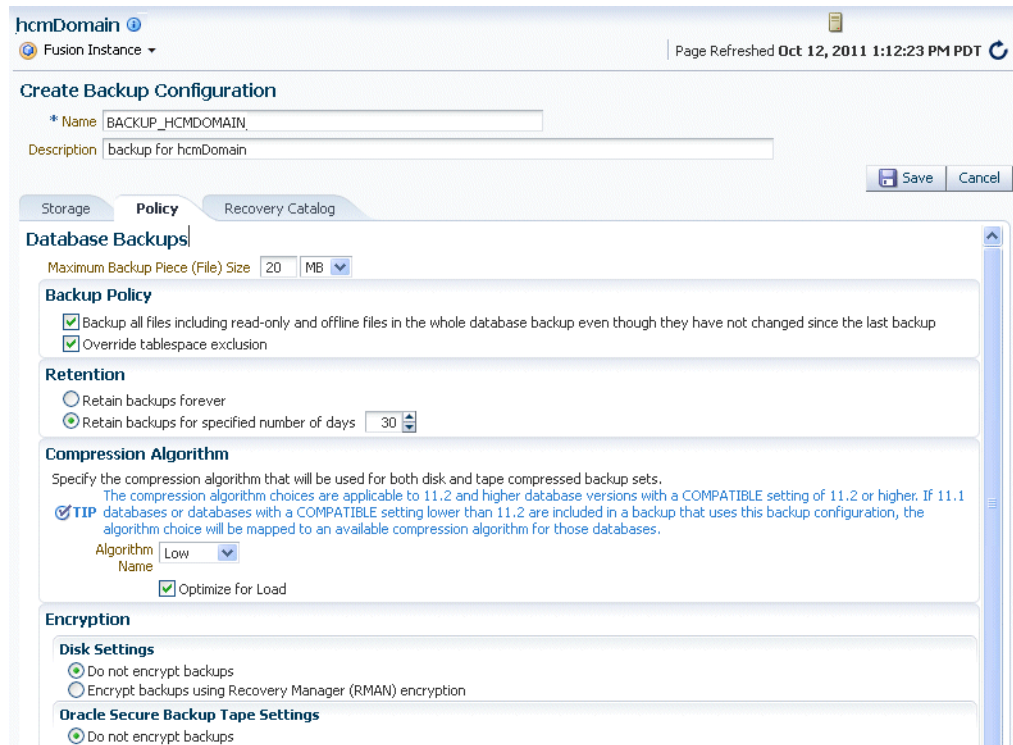 hcmDomain
Fusion Instance
Page Refreshed Oct 12, 2011 1:12:23 PM PDT
Create Backup Configuration
* Name BACKUP_HCMDOMAIN
Description backup for hcmDomain
Save Cancel
Storage Policy Recovery Catalog
Database Backups
Maximum Backup Piece (File) Size 20 MB
Backup Policy
Backup all files including read-only and offline files in the whole database backup even though they have not changed since the last backup
Override tablespace exclusion
Retention
Retain backups forever
Retain backups for specified number of days 30
Compression Algorithm
Specify the compression algorithm that will be used for both disk and tape compressed backup sets.
The compression algorithm choices are applicable to 11.2 and higher database versions with a COMPATIBLE setting of 11.2 or higher. If 11.1
TIP databases or databases with a COMPATIBLE setting lower than 11.2 are included in a backup that uses this backup configuration, the
algorithm choice will be mapped to an available compression algorithm for those databases.
Algorithm
Name Low
Optimize for Load
Encryption
Disk Settings
Do not encrypt backups
Encrypt backups using Recovery Manager (RMAN) encryption
Oracle Secure Backup Tape Settings
Do not encrypt backups